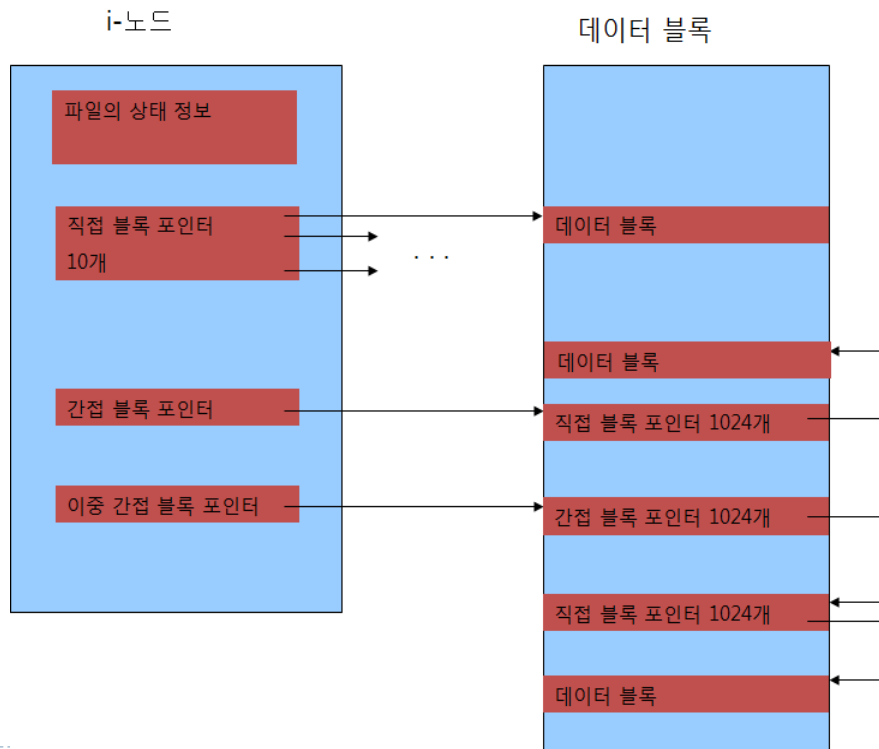 i-노드
데이터 블록
파일의 상태 정보
직접 블록 포인터
10개
. . .
데이터 블록
데이터 블록
간접 블록 포인터
직접 블록 포인터 1024개
이중 간접 블록 포인터
간접 블록 포인터 1024개
직접 블록 포인터 1024개
데이터 블록